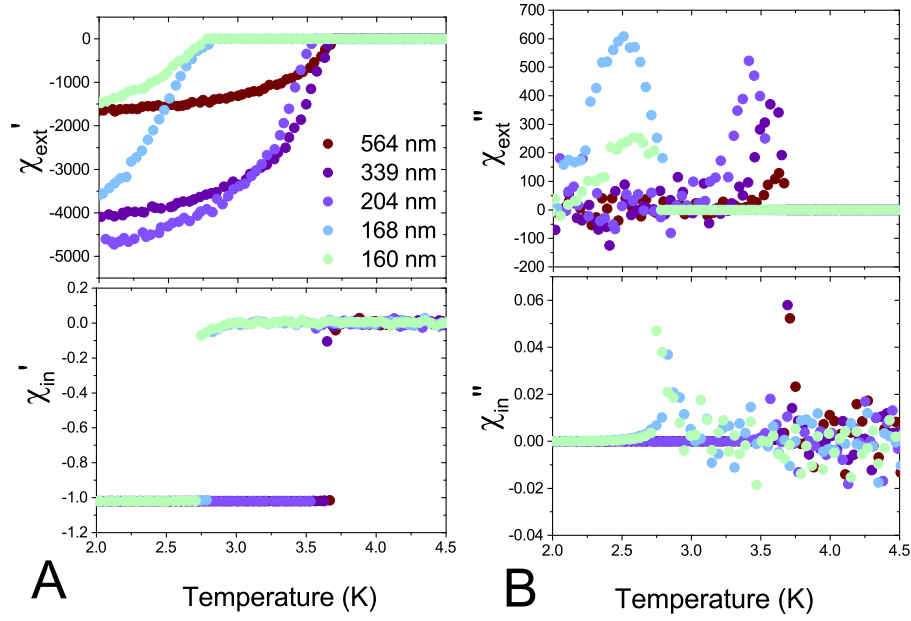 0
-1000
-2000
-3000
-4000
-5000
χext'
564 nm
339 nm
204 nm
168 nm
160 nm
0.2
0.0
-0.2
-0.4
-0.6
-0.8
-1.0
-1.2
χin'
2.0 2.5 3.0 3.5 4.0 4.5
Temperature (K)
A
700
600
500
400
300
200
100
0
-100
-200
χext"
0.06
0.04
0.02
0.00
-0.02
-0.04
χin"
2.0 2.5 3.0 3.5 4.0 4.5
Temperature (K)
B